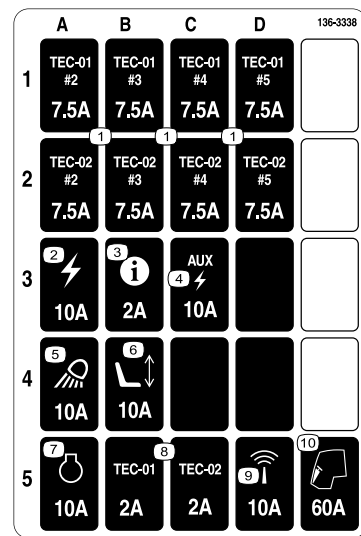 A B C D 136-3338
1
TEC-01 TEC-01 TEC-01 TEC-01
#2 #3 #4 #5
7.5A 7.5A 7.5A 7.5A
1 1 1
2
TEC-02 TEC-02 TEC-02 TEC-02
#2 #3 #4 #5
7.5A 7.5A 7.5A 7.5A
3
2 3 i 4 AUX
10A 2A 10A
4
5 6
10A 10A
5
7 8 9 10
TEC-01 TEC-02
10A 2A 2A 10A 60A